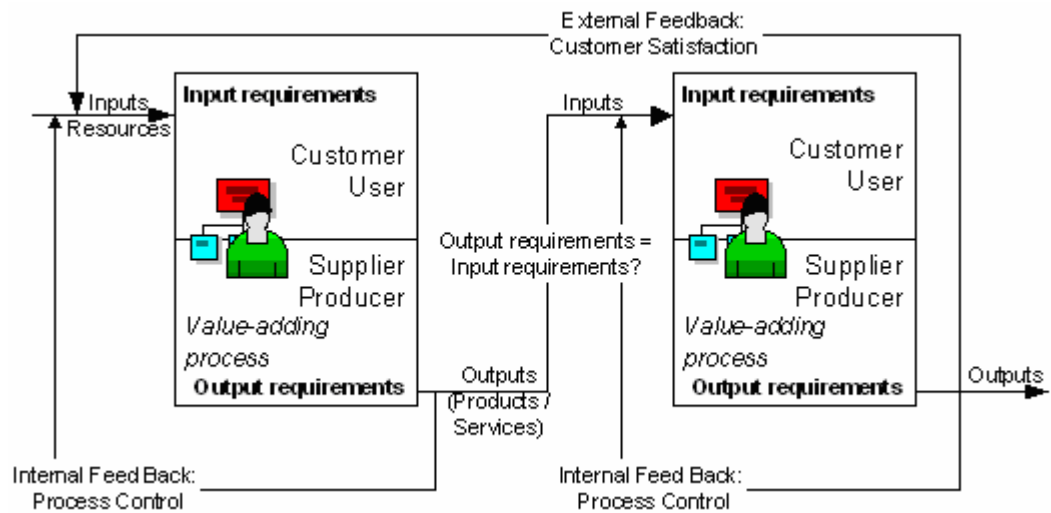 External Feedback:
Customer Satisfaction
Inputs
Resources
Input requirements
Customer
User
Supplier
Producer
Value-adding
process
Output requirements
Outputs
(Products /
Services)
Internal Feed Back:
Process Control
Output requirements =
Input requirements?
Inputs
Input requirements
Customer
User
Supplier
Producer
Value-adding
process
Output requirements
Outputs
Internal Feed Back:
Process Control